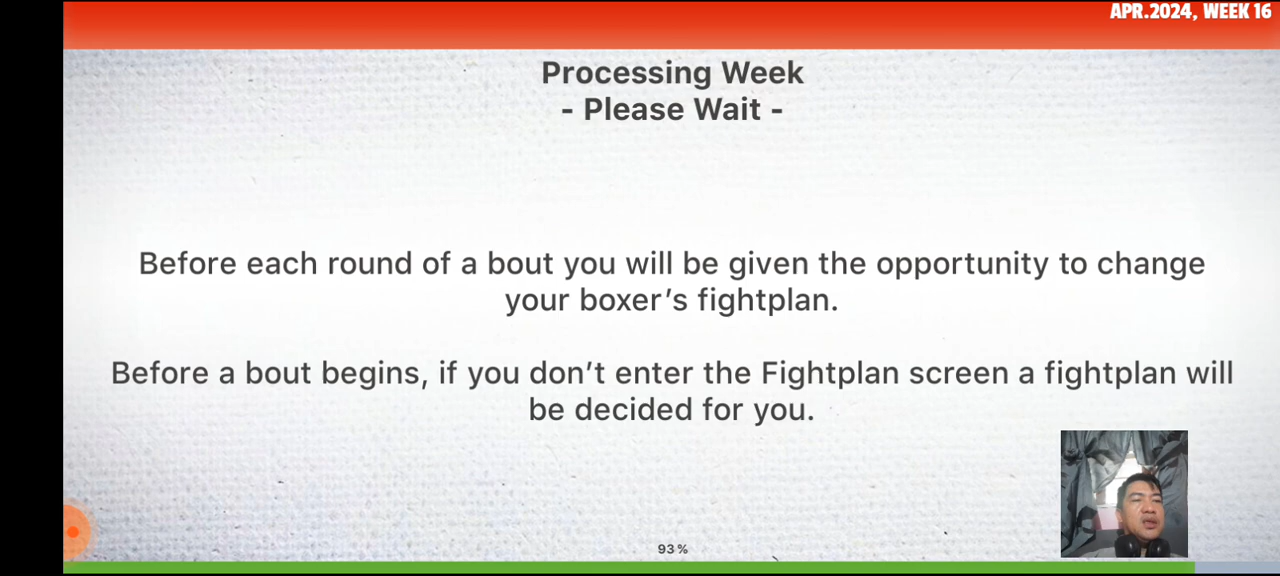 APR.2024, WEEK 16
Processing Week
- Please Wait -
Before each round of a bout you will be given the opportunity to change
your boxer’s fightplan.
Before a bout begins, if you don’t enter the Fightplan screen a fightplan will
be decided for you.
93%